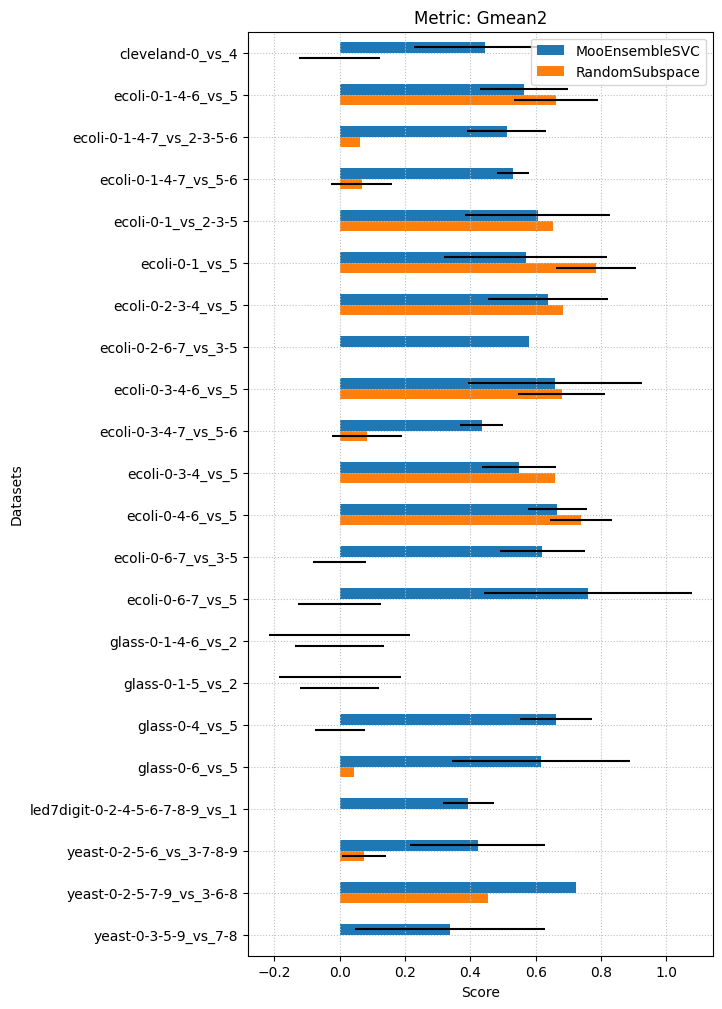 Metric: Gmean2
MooEnsembleSVC
RandomSubspace
cleveland-0_vs_4
ecoli-0-1-4-6_vs_5
ecoli-0-1-4-7_vs_2-3-5-6
ecoli-0-1-4-7_vs_5-6
ecoli-0-1_vs_2-3-5
ecoli-0-1_vs_5
ecoli-0-2-3-4_vs_5
ecoli-0-2-6-7_vs_3-5
ecoli-0-3-4-6_vs_5
ecoli-0-3-4-7_vs_5-6
ecoli-0-3-4_vs_5
ecoli-0-4-6_vs_5
ecoli-0-6-7_vs_3-5
ecoli-0-6-7_vs_5
glass-0-1-4-6_vs_2
glass-0-1-5_vs_2
glass-0-4_vs_5
glass-0-6_vs_5
led7digit-0-2-4-5-6-7-8-9_vs_1
yeast-0-2-5-6_vs_3-7-8-9
yeast-0-2-5-7-9_vs_3-6-8
yeast-0-3-5-9_vs_7-8
Datasets
−0.2 0.0 0.2 0.4 0.6 0.8 1.0
Score